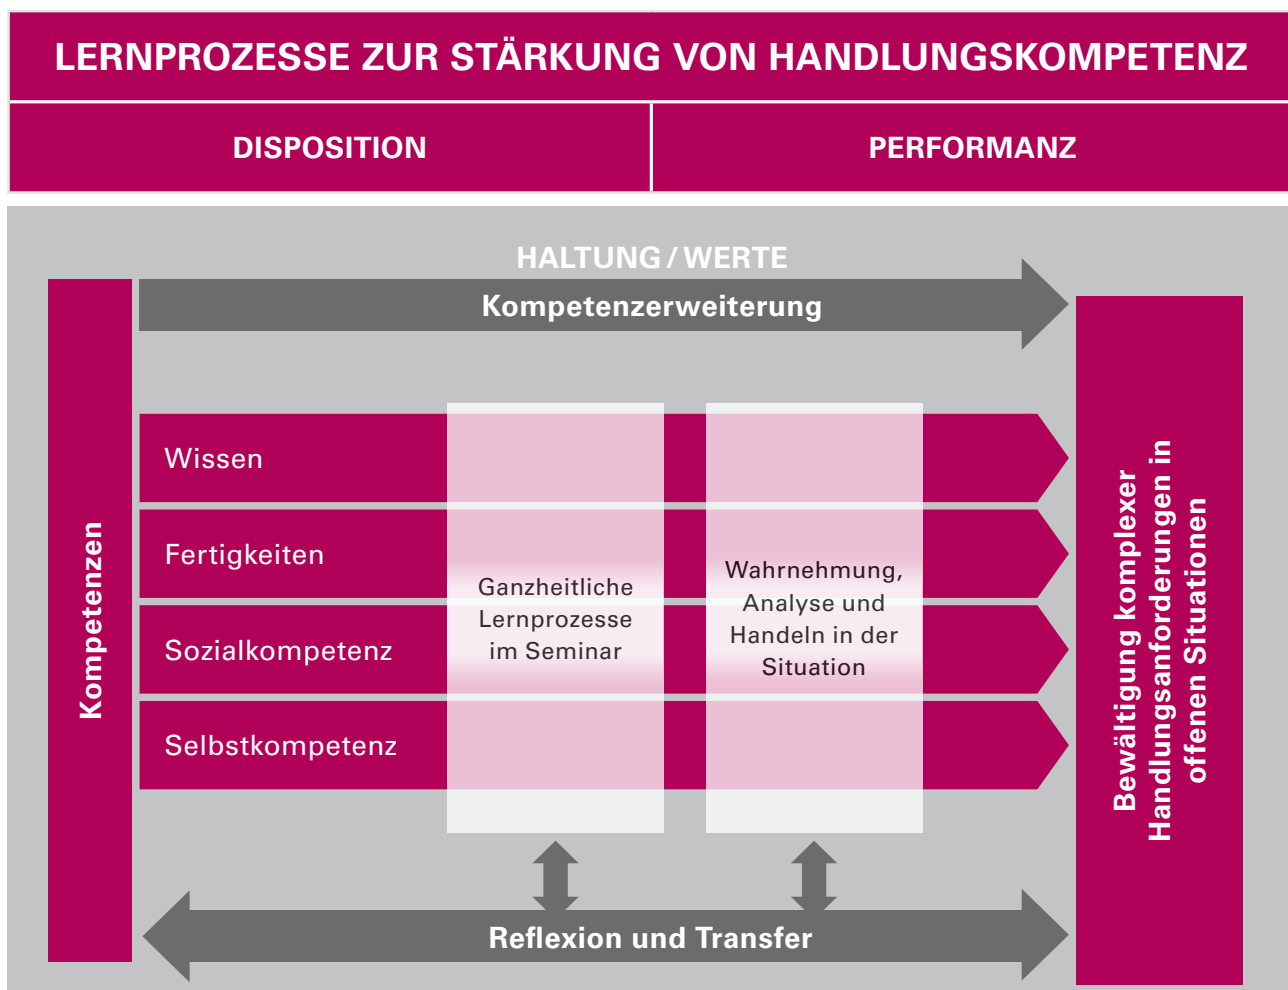 LERNPROZESSE ZUR STÄRKUNG VON HANDLUNGSKOMPETENZ
DISPOSITION
PERFORMANZ
HALTUNG / WERTE
Kompetenzerweiterung
Kompetenzen
Wissen
Fertigkeiten
Sozialkompetenz
Selbstkompetenz
Ganzheitliche
Lernprozesse
im Seminar
Wahrnehmung,
Analyse und
Handeln in der
Situation
Bewältigung komplexer
Handlungsanforderungen in
offenen Situationen
Reflexion und Transfer